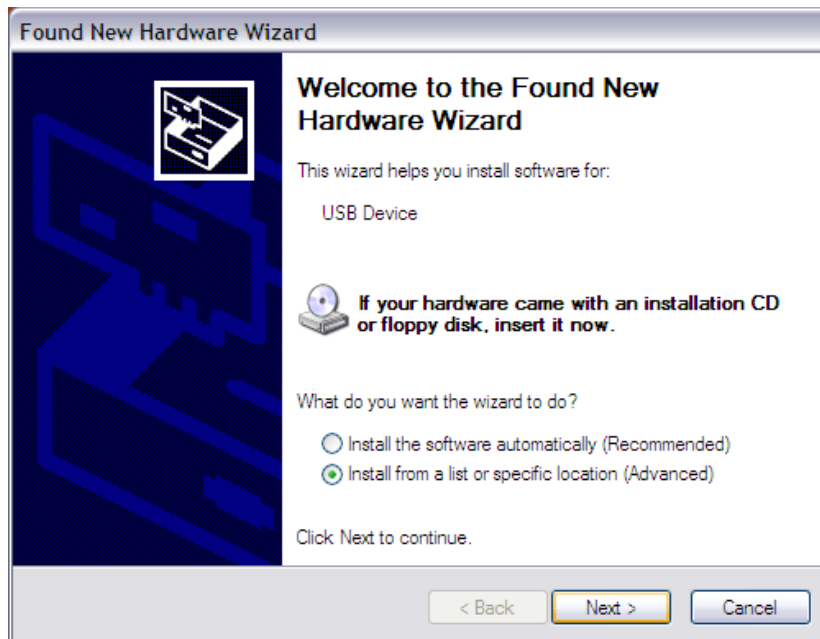 Found New Hardware Wizard
Welcome to the Found New
Hardware Wizard
This wizard helps you install software for:
USB Device
If your hardware came with an installation CD
or floppy disk, insert it now.
What do you want the wizard to do?
Install the software automatically (Recommended)
Install from a list or specific location (Advanced)
Click Next to continue.
< Back Next > Cancel